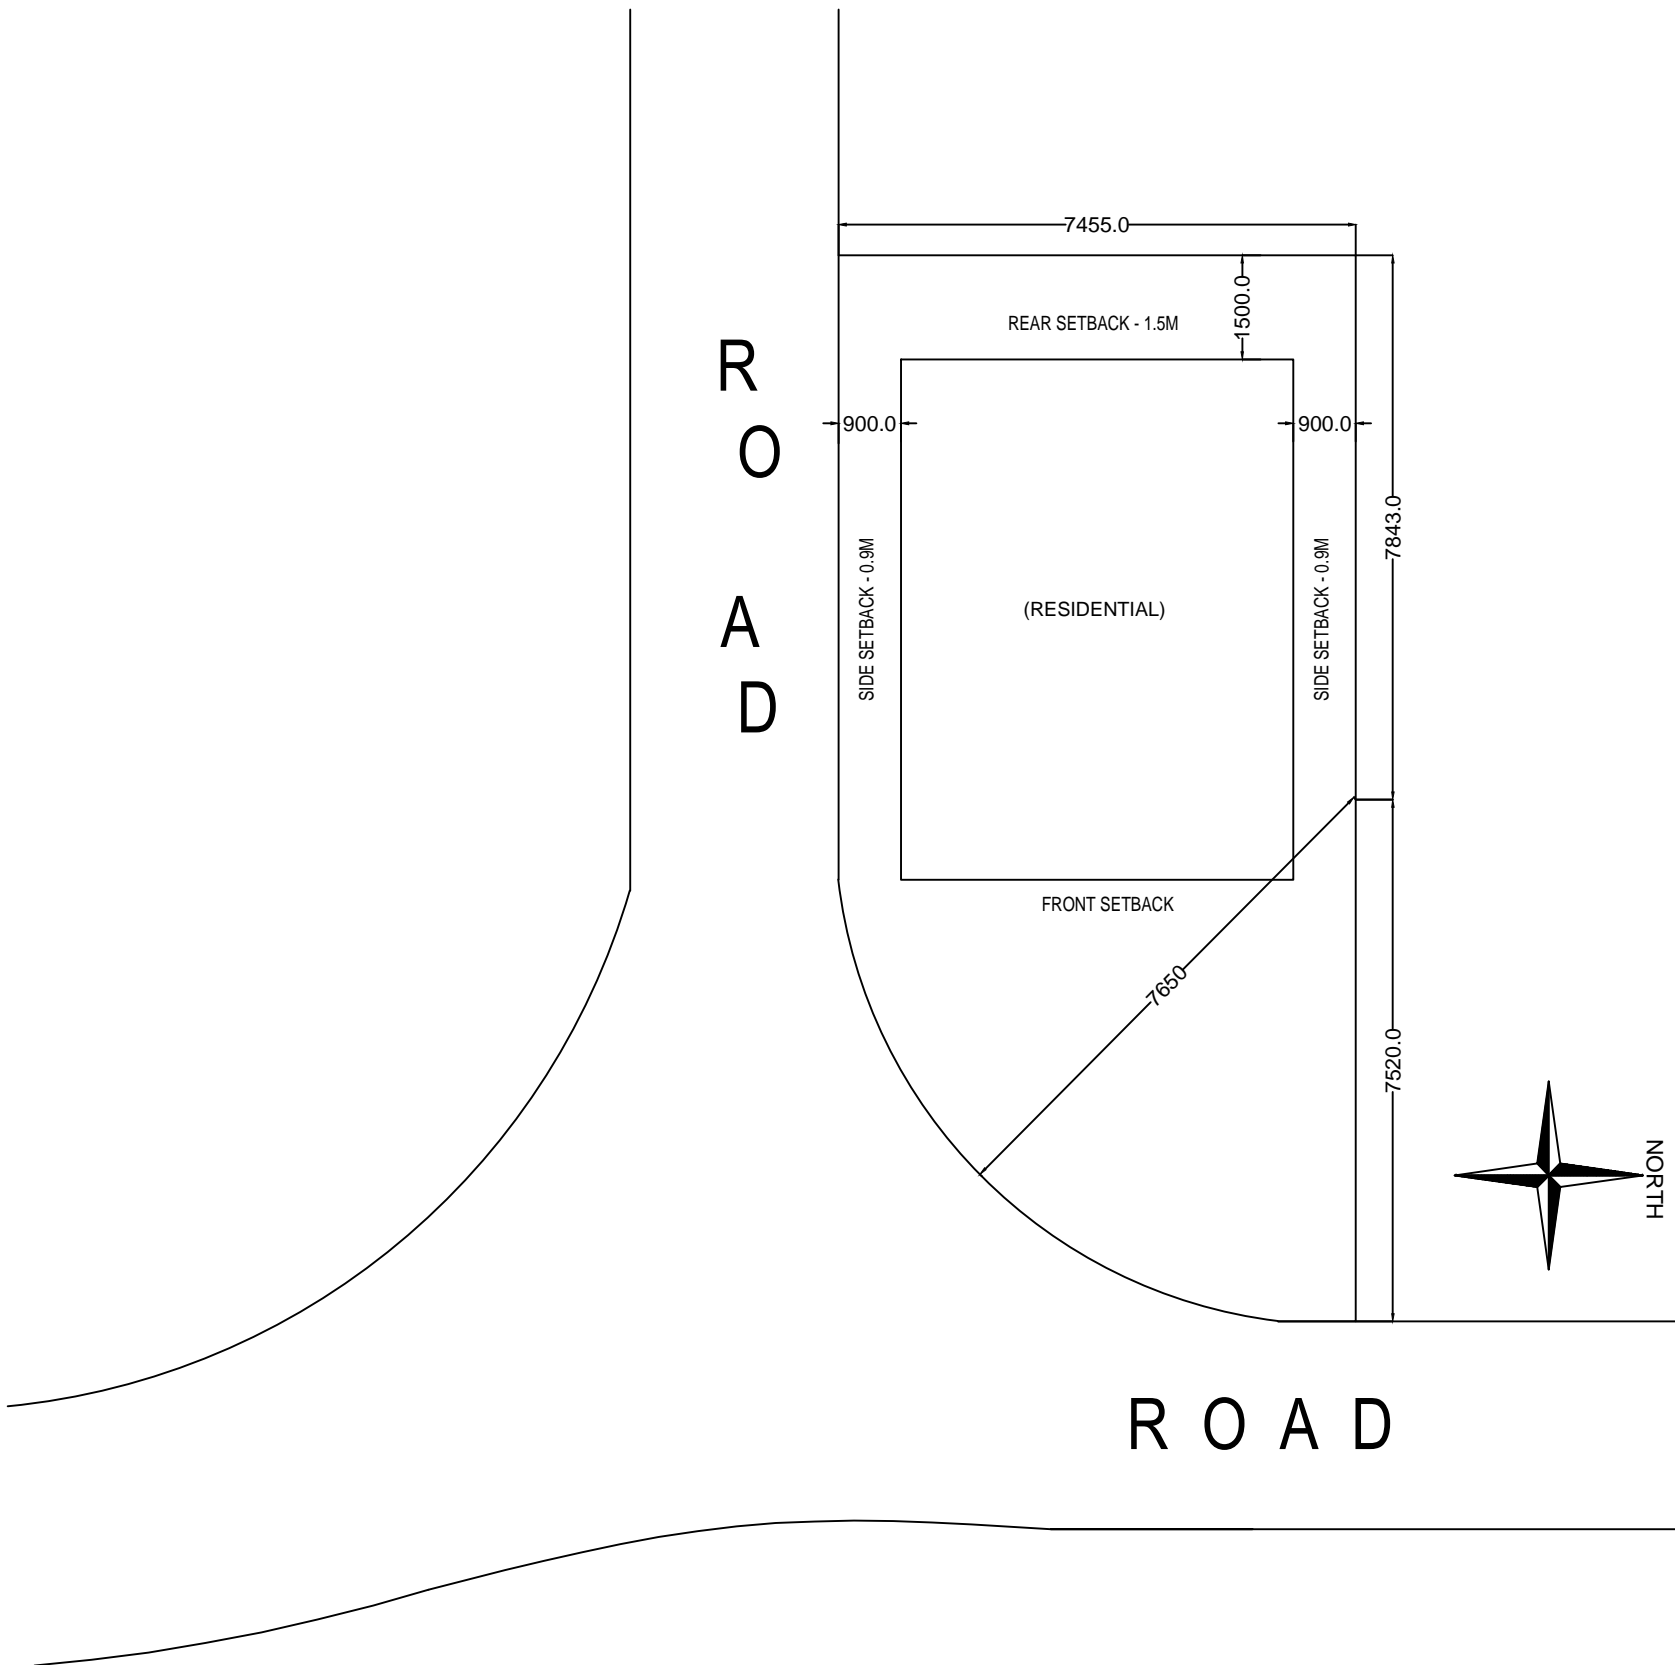 7455.0
1500.0
REAR SETBACK - 1.5M
R
O
A
D
900.0
900.0
7843.0
SIDE SETBACK - 0.9M
SIDE SETBACK - 0.9M
(RESIDENTIAL)
FRONT SETBACK
7650
7520.0
NORTH
R O A D